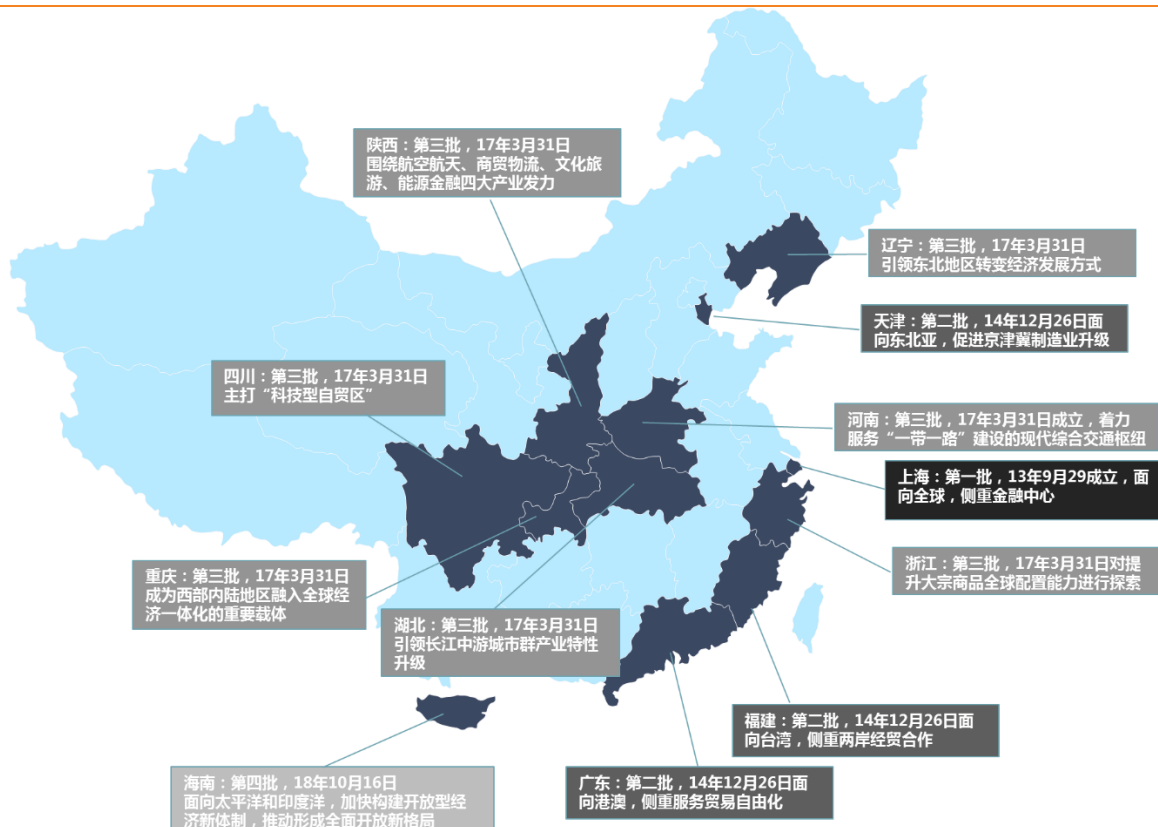 陕西：第三批，17年3月31日
围绕航空航天、商贸物流、文化旅
游、能源金融四大产业发力
辽宁：第三批，17年3月31日
引领东北地区转变经济发展方式
天津：第二批，14年12月26日面
向东北亚，促进京津冀制造业升级
四川：第三批，17年3月31日
主打“科技型自贸区”
河南：第三批，17年3月31日成立，着力
服务“一带一路”建设的现代综合交通枢纽
上海：第一批，13年9月29成立，面
向全球，侧重金融中心
浙江：第三批，17年3月31日对提
升大宗商品全球配置能力进行探索
重庆：第三批，17年3月31日
成为西部内陆地区融入全球经
济一体化的重要载体
湖北：第三批，17年3月31日
引领长江中游城市群产业特性
升级
福建：第二批，14年12月26日面
向台湾，侧重两岸经贸合作
海南：第四批，18年10月16日
面向太平洋和印度洋，加快构建开放型经
济新体制，推动形成全面开放新格局
广东：第二批，14年12月26日面
向港澳，侧重服务贸易自由化